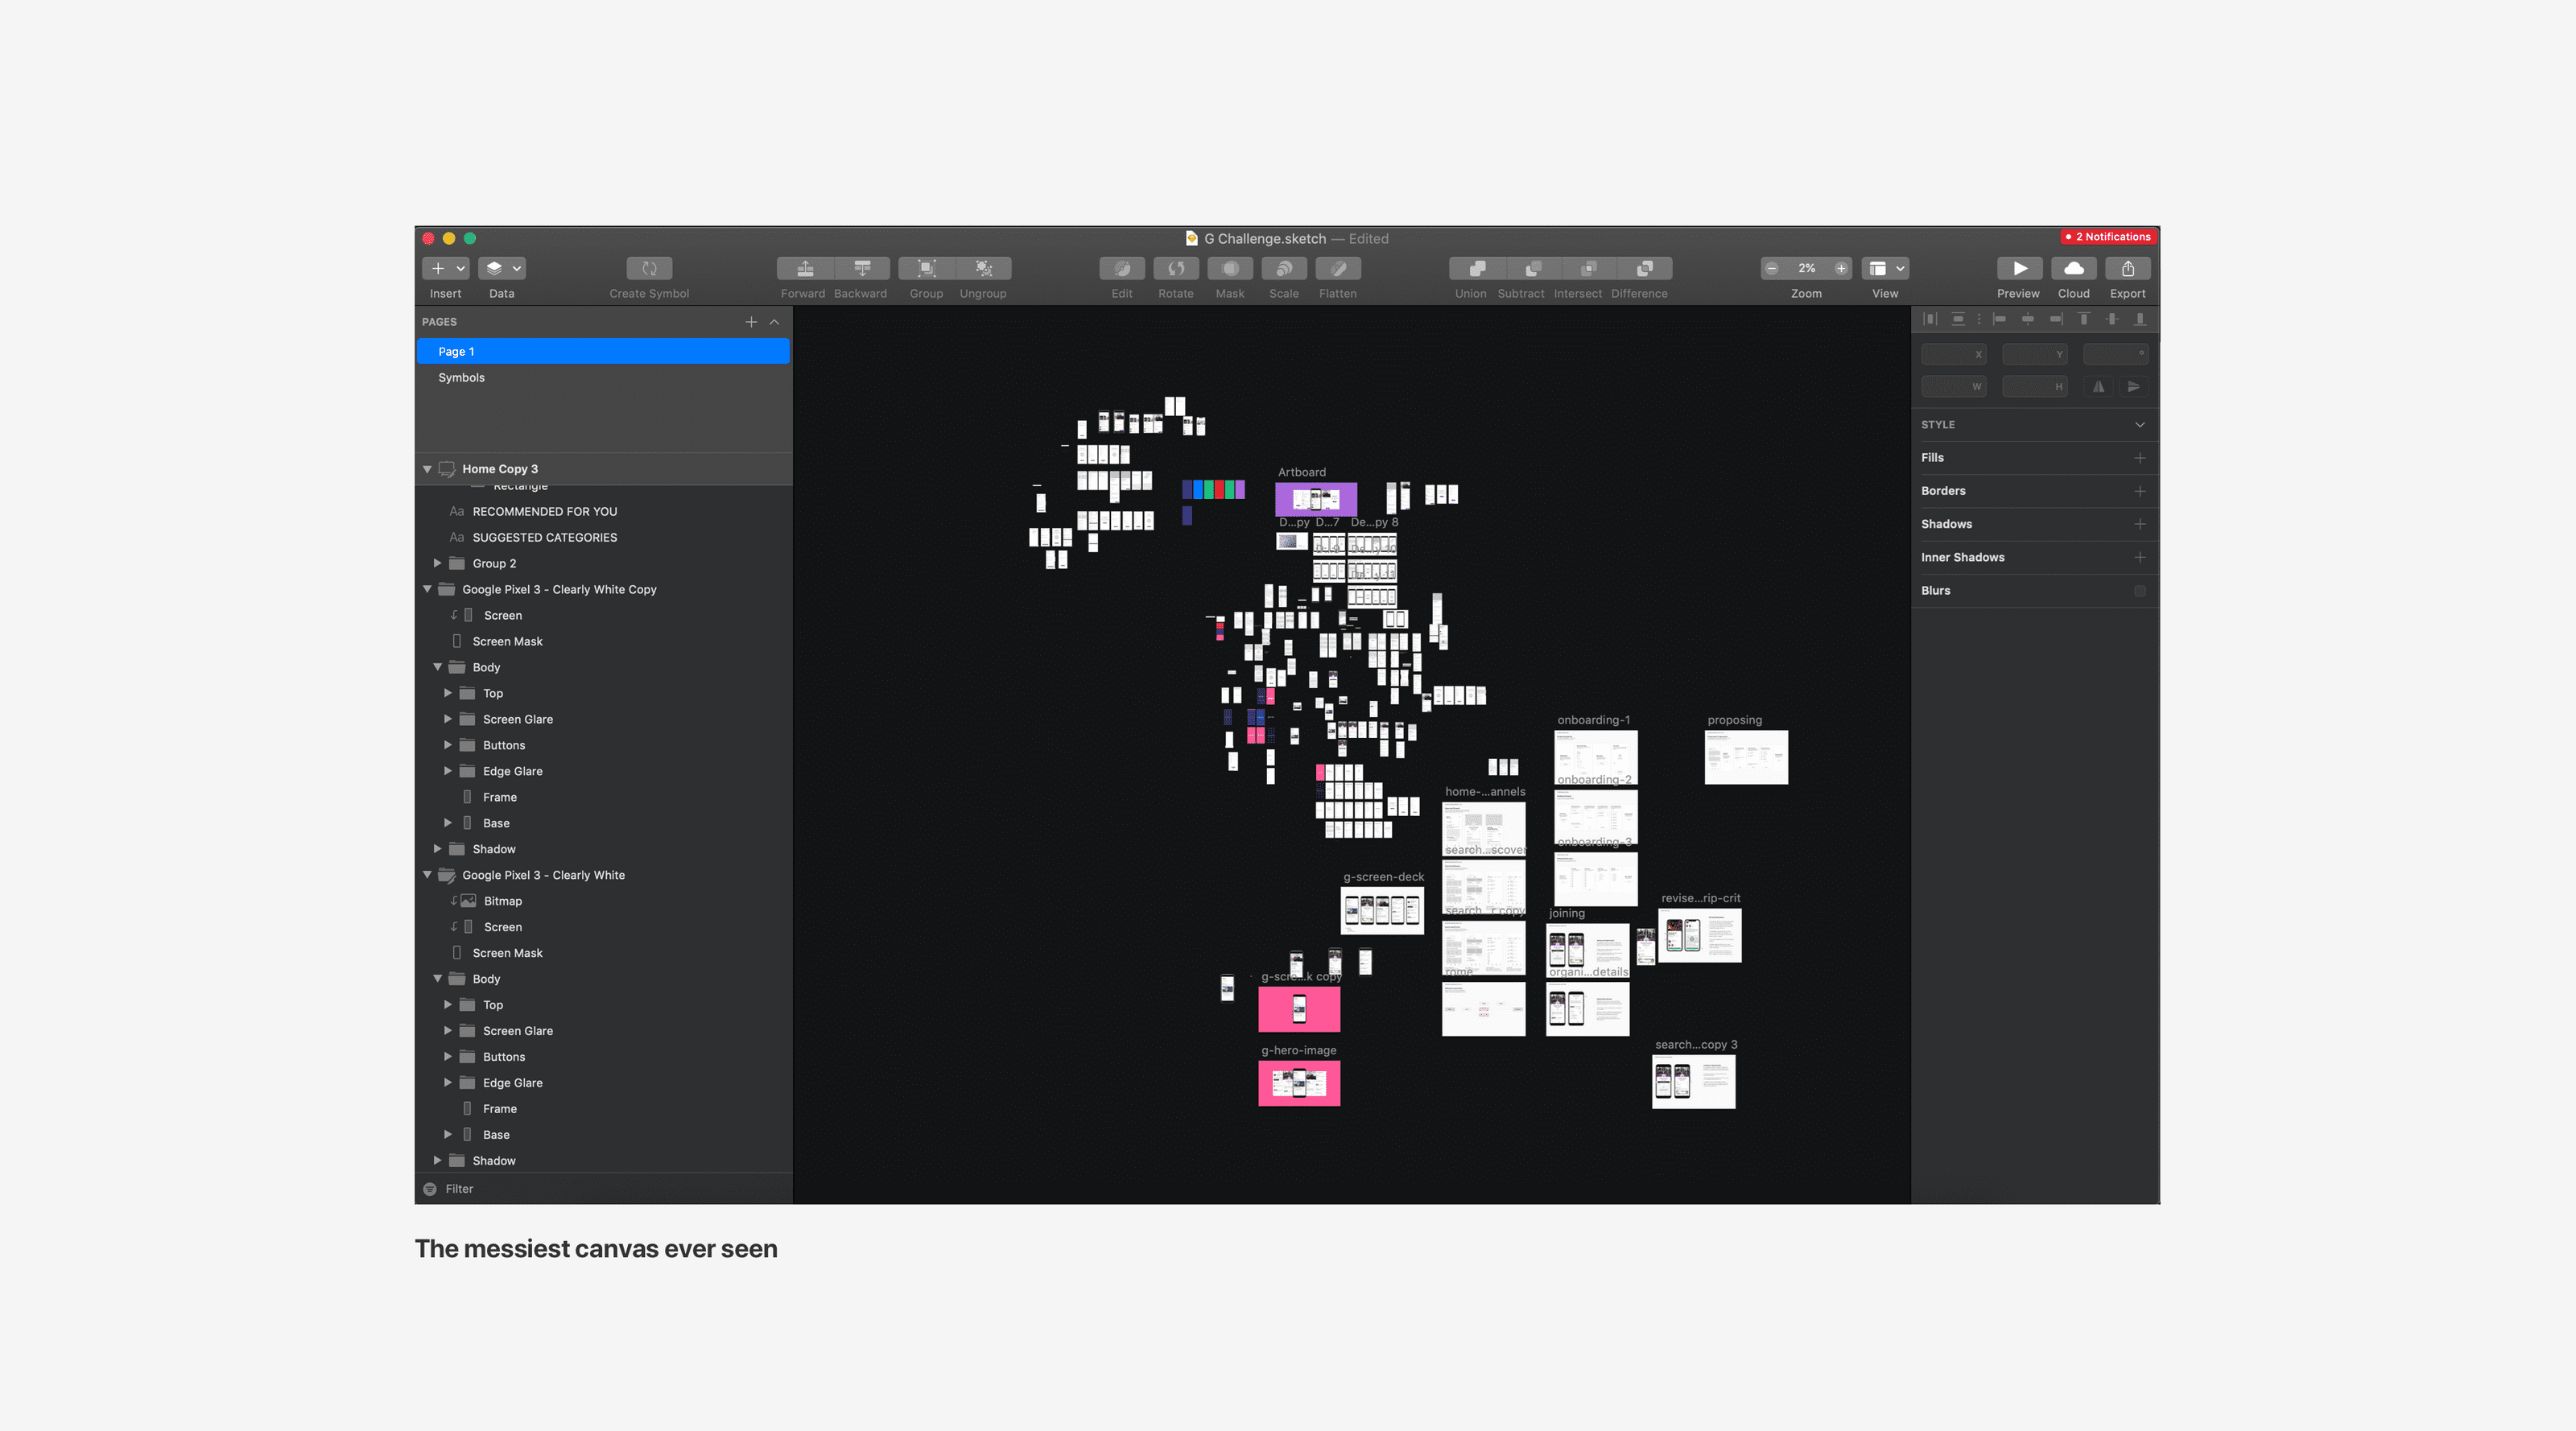 G Challenge.sketch — Edited
2 Notifications
2%
Insert
Data
Create Symbol
Forward
Backward
Group
Ungroup
Edit
Rotate
Mask
Scale
Flatten
Union
Subtract
Intersect
Difference
Zoom
View
Preview
Cloud
Export
PAGES
Page 1
Symbols
Home Copy 3
Rectangle
Aa RECOMMENDED FOR YOU
Aa SUGGESTED CATEGORIES
Group 2
Google Pixel 3 - Clearly White Copy
Screen
Screen Mask
Body
Top
Screen Glare
Buttons
Edge Glare
Frame
Base
Shadow
Google Pixel 3 - Clearly White
Bitmap
Screen
Screen Mask
Body
Top
Screen Glare
Buttons
Edge Glare
Frame
Base
Shadow
Filter
Artboard
D...py
D...7
De...py 8
onboarding-1
proposing
onboarding-2
home-...annels
onboarding-3
search...scover
g-screen-deck
revise...rip-crit
search...r copy
joining
rome
organi...details
g-scre...k copy
g-hero-image
search...copy 3
X
Y
°
W
H
STYLE
Fills
Borders
Shadows
Inner Shadows
Blurs
The messiest canvas ever seen